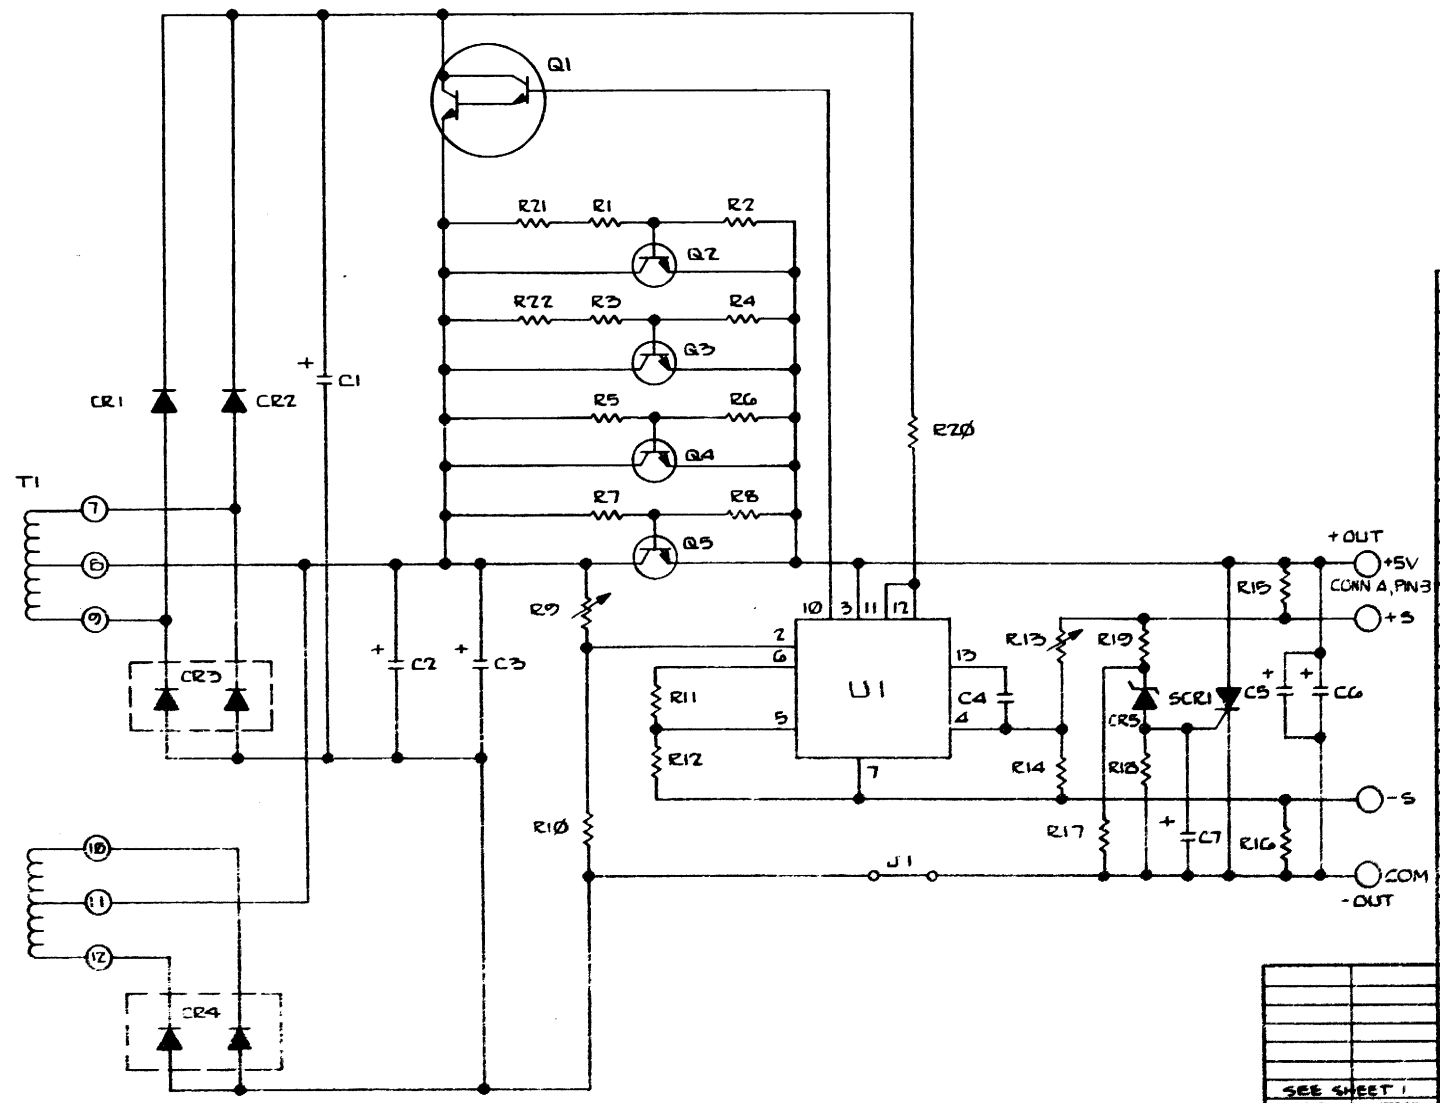 Q1
R21 R1 R2
Q2
R22 R3 R4
Q3
+ C1
CR1 CR2
R5 R6
R20
Q4
T1
R7 R8
7
Q5
+OUT
8
+5V
R15
CONN A, PIN 3
R9
10 3 11 12
9
+S
2
R13 R19
6
13
CR3
+ C2
+ C3
U1
R11
C4
SCR1
+ C5
+ C6
CR5
5
4
R12
7
R14
R18
-S
R10
R17
+ C7
R16
10
J1
COM
-OUT
11
12
CR4
SEE SHEET 1